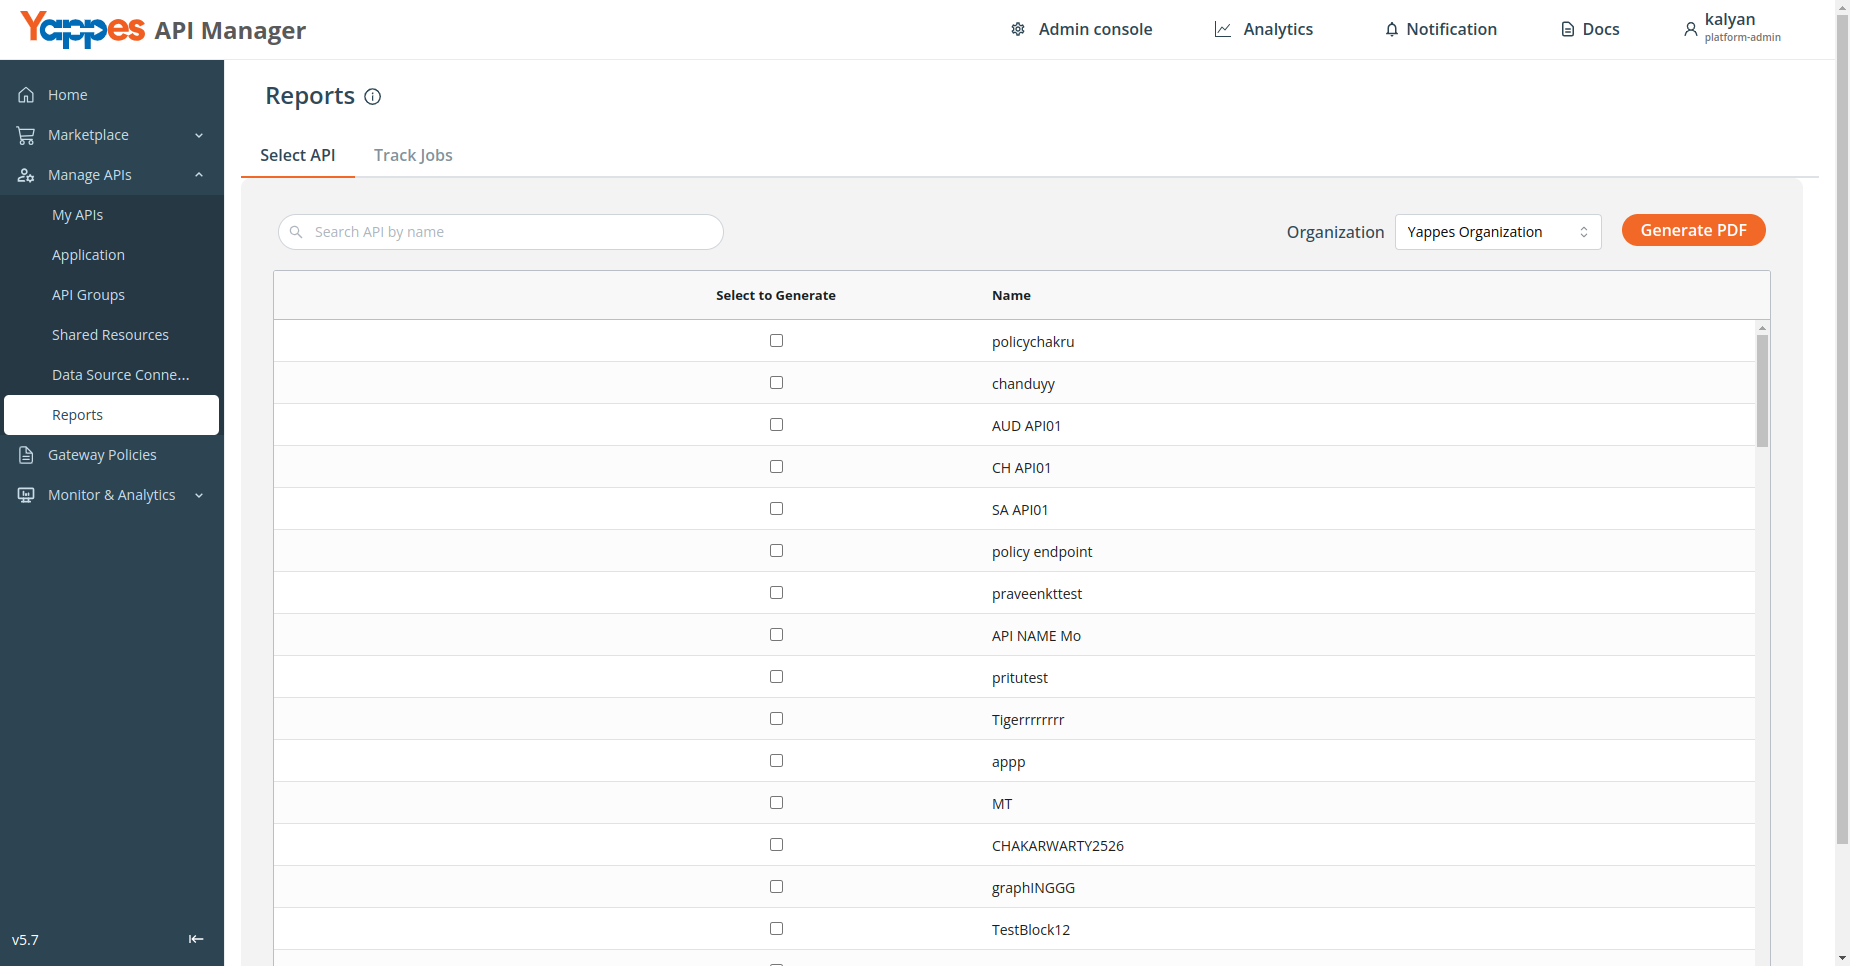 Yappes API Manager
Admin console
Analytics
Notification
Docs
kalyan
platform-admin
Home
Marketplace
Manage APIs
My APIs
Application
API Groups
Shared Resources
Data Source Conne...
Reports
Gateway Policies
Monitor & Analytics
v5.7
Reports
Select API
Track Jobs
Search API by name
Organization
Yappes Organization
Generate PDF
Select to Generate
Name
policychakru
chanduyy
AUD API01
CH API01
SA API01
policy endpoint
praveenkttest
API NAME Mo
pritutest
Tigerrrrrrrr
appp
MT
CHAKARWARTY2526
graphINGGG
TestBlock12